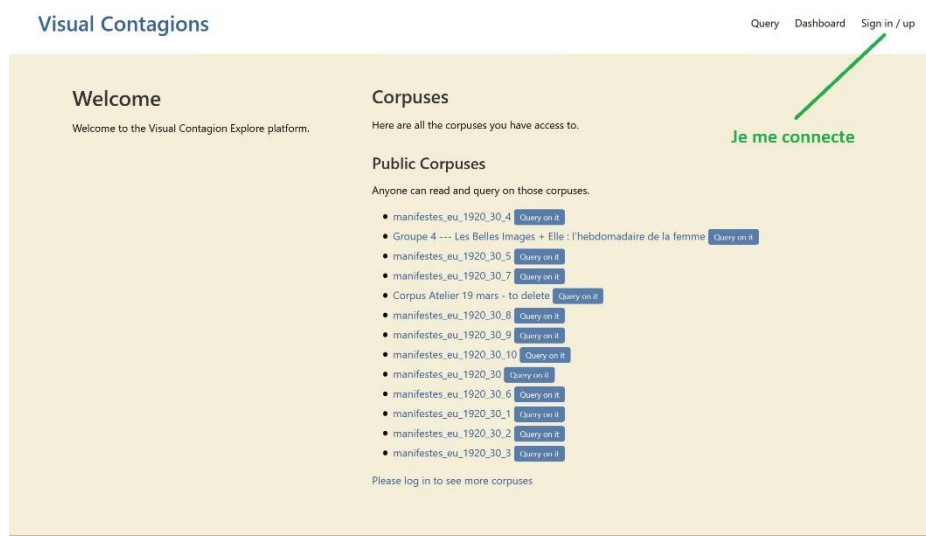 Visual Contagions
Query Dashboard Sign in / up
Je me connecte
Welcome
Welcome to the Visual Contagion Explore platform.
Corpuses
Here are all the corpuses you have access to.
Public Corpuses
Anyone can read and query on those corpuses.
manifestes_eu_1920_30_4 Query on it
Groupe 4 --- Les Belles Images + Elle : l'hebdomadaire de la femme Query on it
manifestes_eu_1920_30_5 Query on it
manifestes_eu_1920_30_7 Query on it
Corpus Atelier 19 mars - to delete Query on it
manifestes_eu_1920_30_8 Query on it
manifestes_eu_1920_30_9 Query on it
manifestes_eu_1920_30_10 Query on it
manifestes_eu_1920_30 Query on it
manifestes_eu_1920_30_6 Query on it
manifestes_eu_1920_30_1 Query on it
manifestes_eu_1920_30_2 Query on it
manifestes_eu_1920_30_3 Query on it
Please log in to see more corpuses